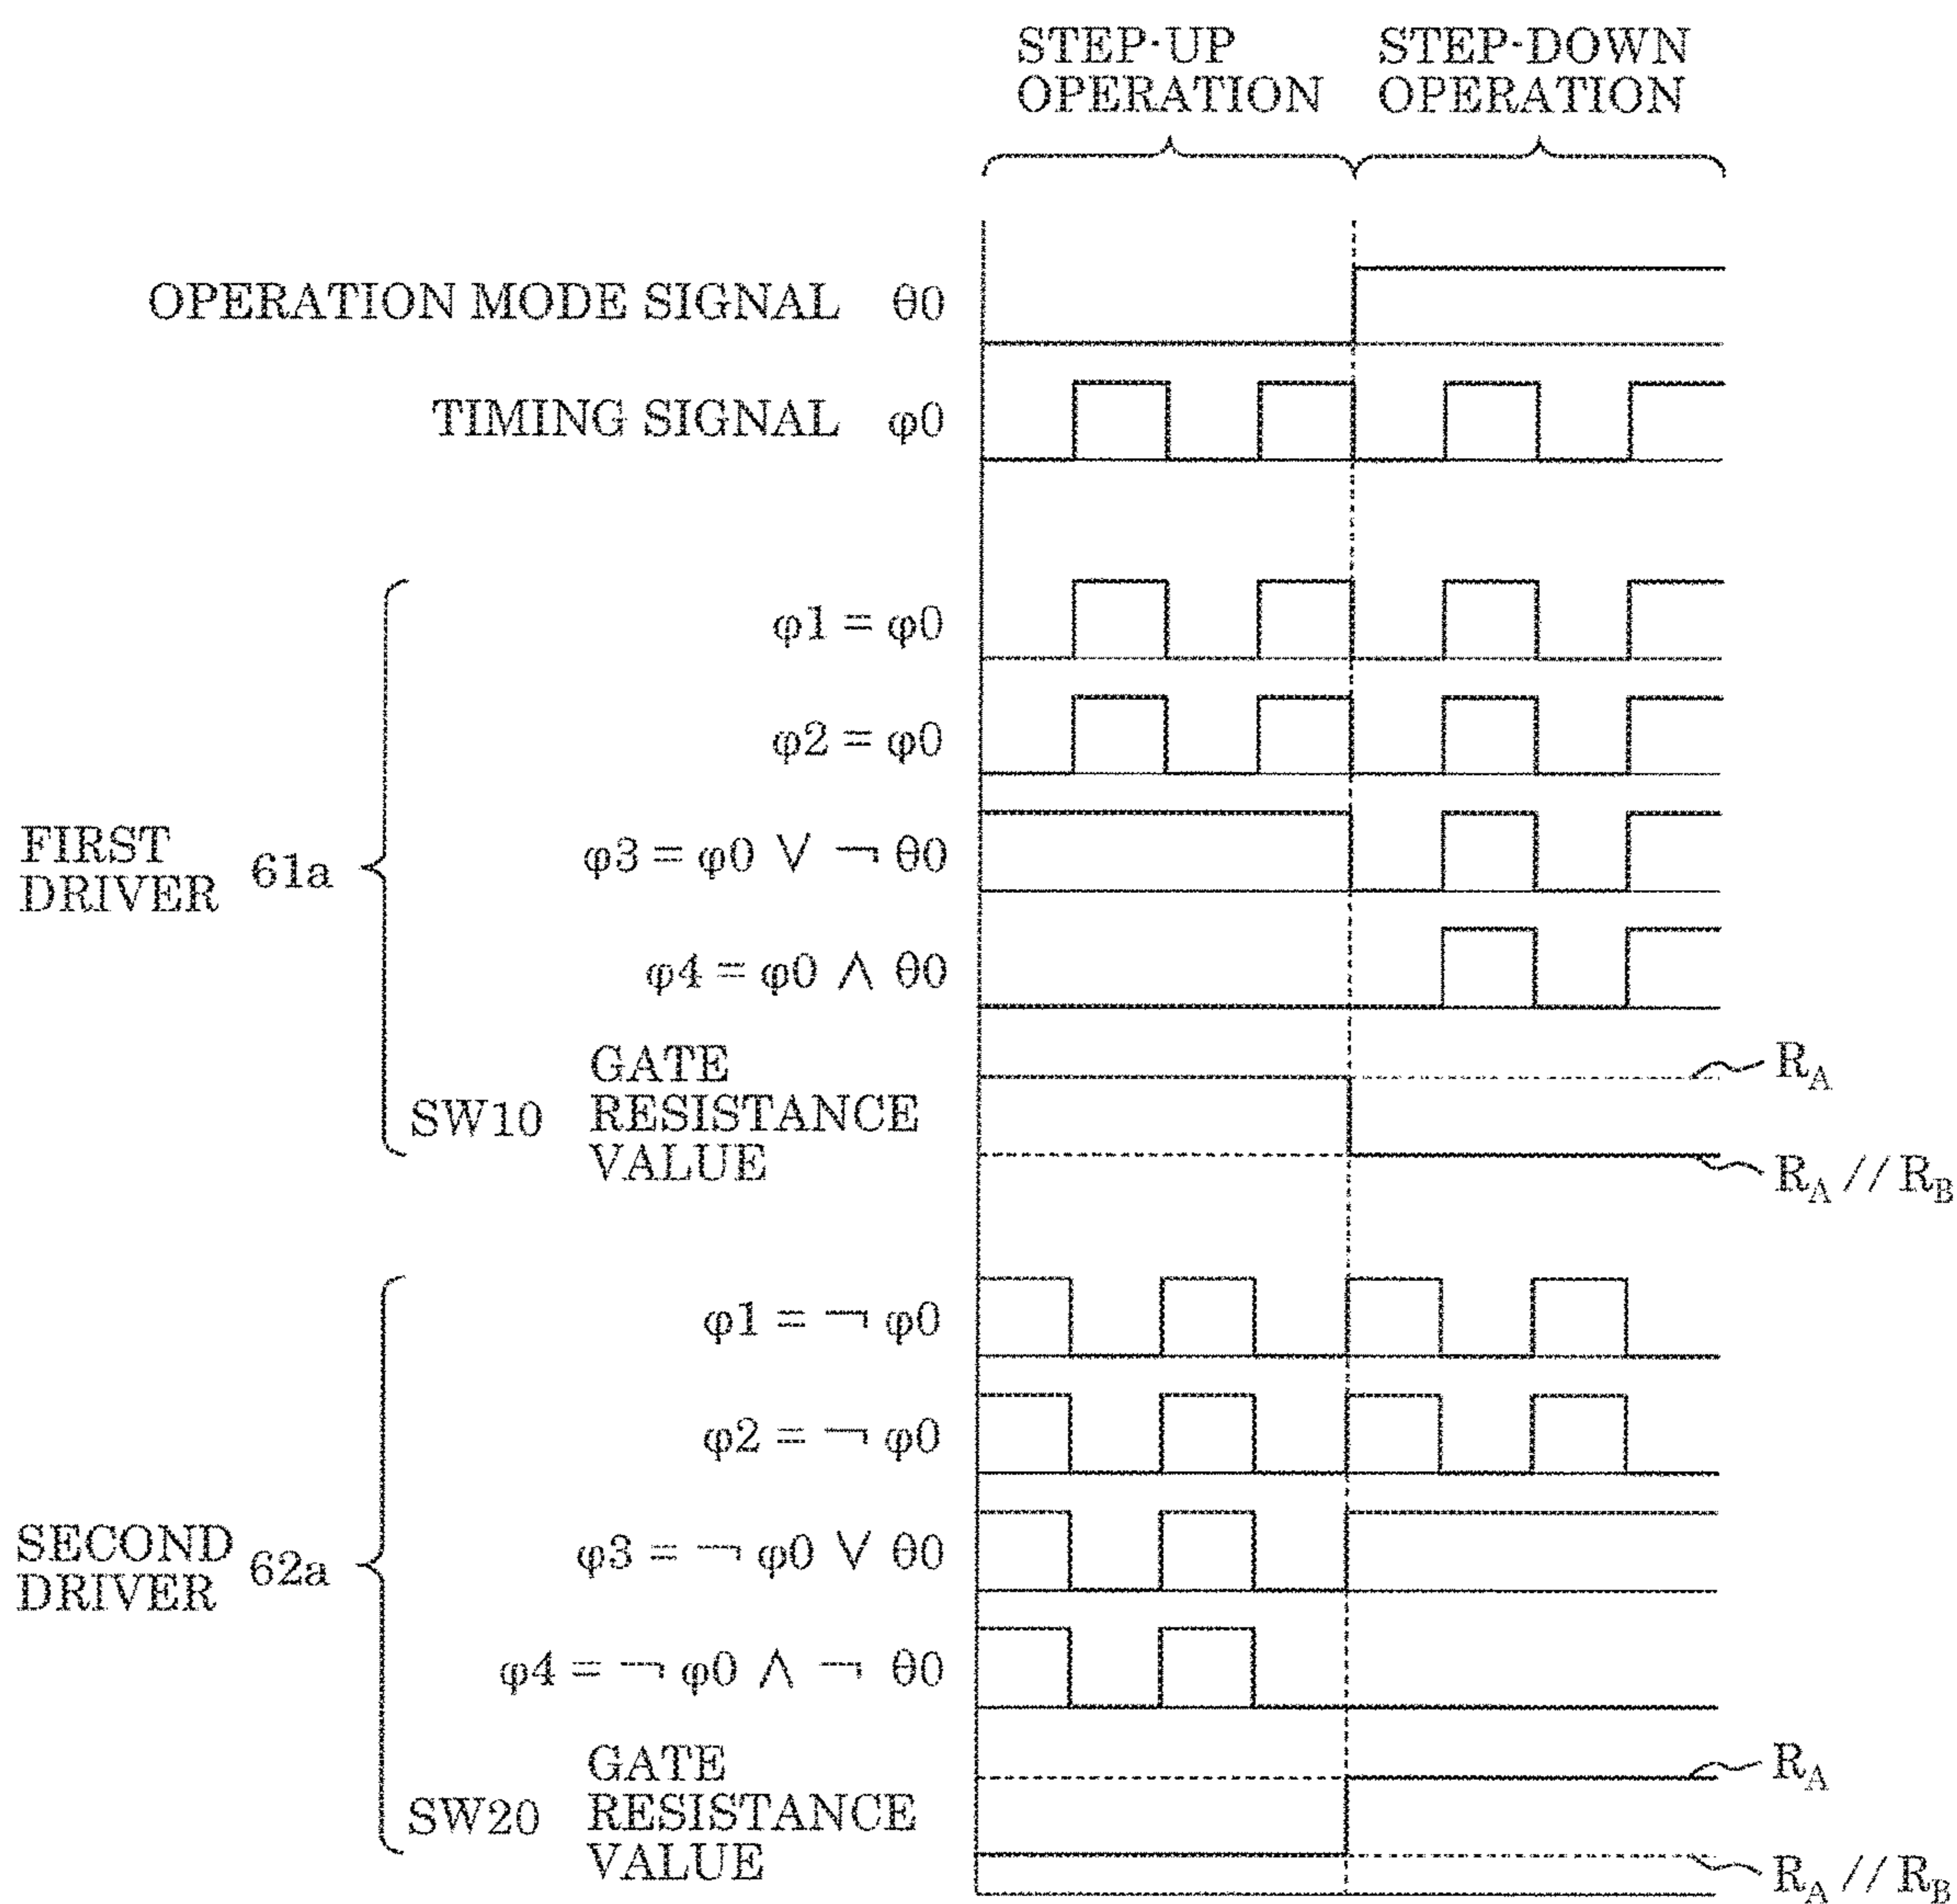 STEP-UP
OPERATION
STEP-DOWN
OPERATION
OPERATION MODE SIGNAL θ0
TIMING SIGNAL φ0
FIRST
DRIVER 61a
φ1 = φ0
φ2 = φ0
φ3 = φ0 ∨ ¬ θ0
φ4 = φ0 ∧ θ0
SW10
GATE
RESISTANCE
VALUE
R_A
R_A // R_B
SECOND
DRIVER 62a
φ1 = ¬ φ0
φ2 = ¬ φ0
φ3 = ¬ φ0 ∨ θ0
φ4 = ¬ φ0 ∧ ¬ θ0
SW20
GATE
RESISTANCE
VALUE
R_A
R_A // R_B